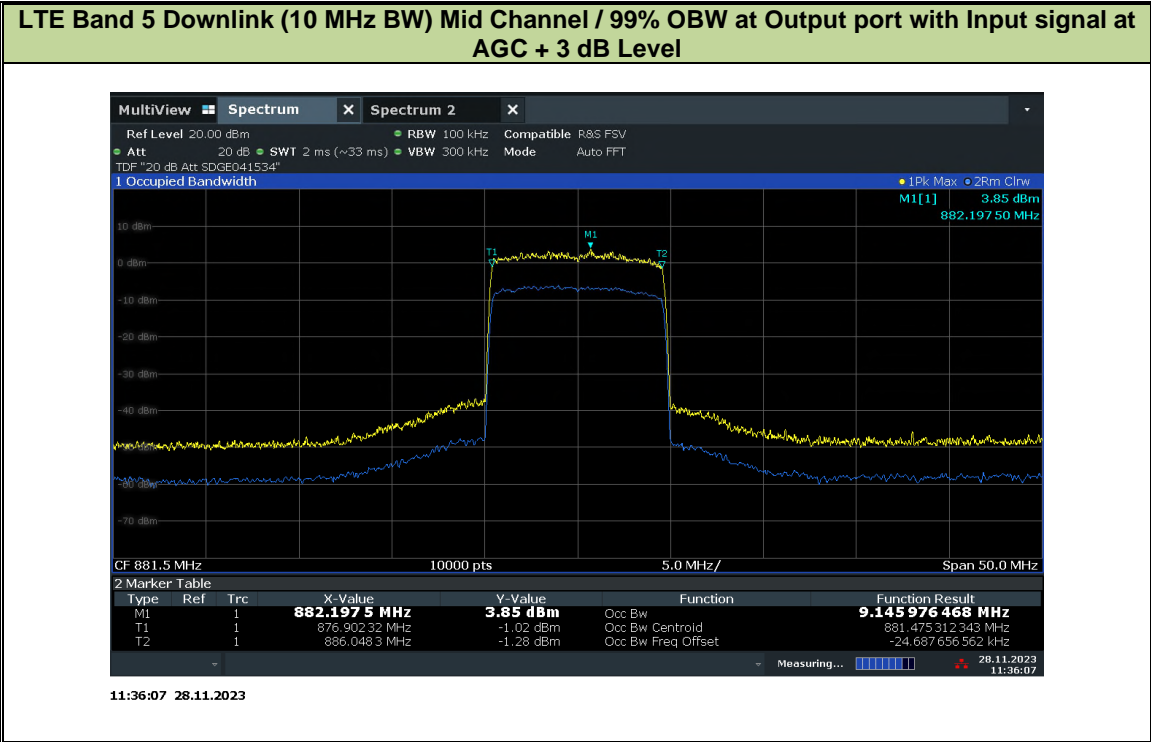 LTE Band 5 Downlink (10 MHz BW) Mid Channel / 99% OBW at Output port with Input signal at
AGC + 3 dB Level
MultiView Spectrum X Spectrum 2 X
Ref Level 20.00 dBm RBW 100 kHz Compatible R&S FSV
Att 20 dB SWT 2 ms (~33 ms) VBW 300 kHz Mode Auto FFT
TDF "20 dB Att SDGE041534"
1 Occupied Bandwidth 1Pk Max 2Rm Clrw
M1[1] 3.85 dBm
882.197 50 MHz
10 dBm
M1
T1 T2
0 dBm
-10 dBm
-20 dBm
-30 dBm
-40 dBm
-60 dBm
-70 dBm
CF 881.5 MHz 10000 pts 5.0 MHz/ Span 50.0 MHz
2 Marker Table
Type Ref Trc X-Value Y-Value Function Function Result
M1 1 882.197 5 MHz 3.85 dBm Occ Bw 9.145 976 468 MHz
T1 1 876.902 32 MHz -1.02 dBm Occ Bw Centroid 881.475 312 343 MHz
T2 1 886.048 3 MHz -1.28 dBm Occ Bw Freq Offset -24.687 656 562 kHz
Measuring... 28.11.2023
11:36:07
11:36:07 28.11.2023